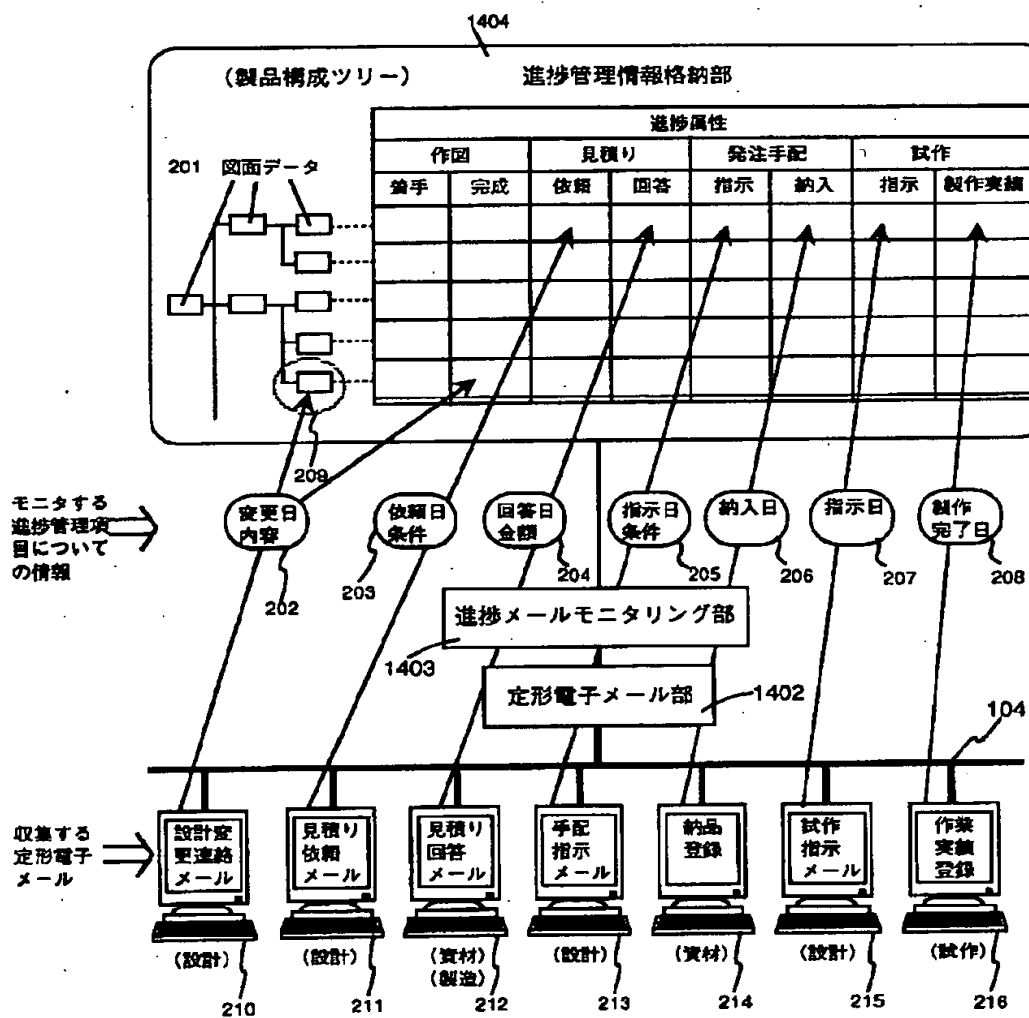 1404
(製品構成ツリー) 進捗管理情報格納部
進捗属性
作図 見積り 発注手配 試作
着手 完成 依頼 回答 指示 納入 指示 製作実績
201 図面データ
209
モニタする
進捗管理項
目について
の情報
変更日
内容
依頼日
条件
回答日
金額
指示日
条件
納入日
指示日
製作
完了日
202 203 204 205 206 207 208
進捗メールモニタリング部
1403
定形電子メール部
1402
104
収集する
定形電子
メール
設計変
更連絡
メール
見積り
依頼
メール
見積り
回答
メール
手配
指示
メール
納品
登録
試作
指示
メール
作業
実績
登録
(設計) (設計) (資材) (設計) (資材) (設計) (試作)
(製造)
210 211 212 213 214 215 216